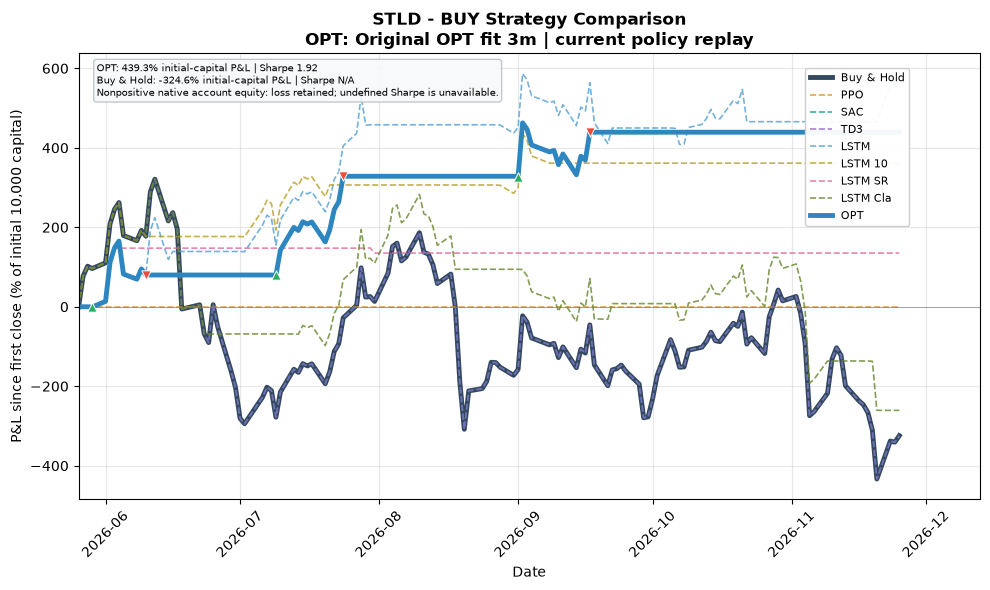 STLD - BUY Strategy Comparison
OPT: Original OPT fit 3m | current policy replay
OPT: 439.3% initial-capital P&L | Sharpe 1.92
Buy & Hold: -324.6% initial-capital P&L | Sharpe N/A
Nonpositive native account equity: loss retained; undefined Sharpe is unavailable.
Buy & Hold
PPO
SAC
TD3
LSTM
LSTM 10
LSTM SR
LSTM Cla
OPT
P&L since first close (% of initial 10,000 capital)
600
400
200
0
−200
−400
2026-06
2026-07
2026-08
2026-09
2026-10
2026-11
2026-12
Date